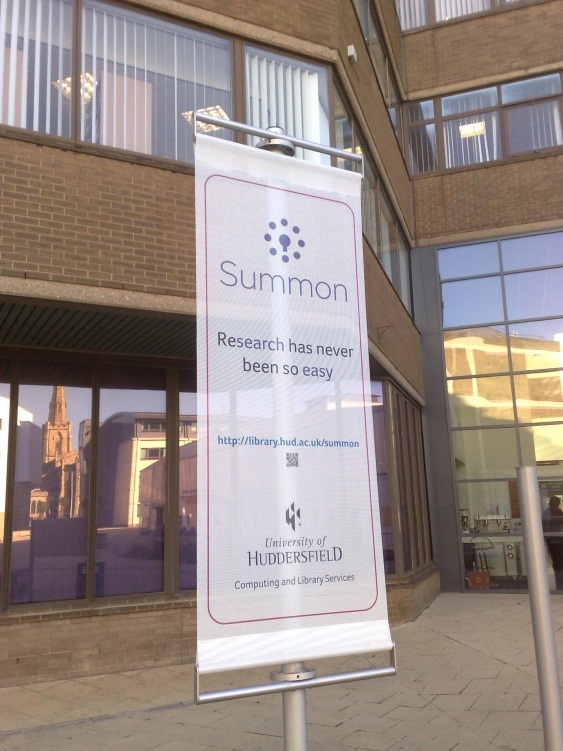 Summon
Research has never
been so easy
http://library.hud.ac.uk/summon
University of
HUDDERSFIELD
Computing and Library Services